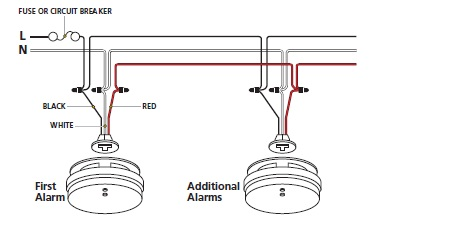 FUSE OR CIRCUIT BREAKER
L
N
BLACK
RED
WHITE
First
Alarm
Additional
Alarms